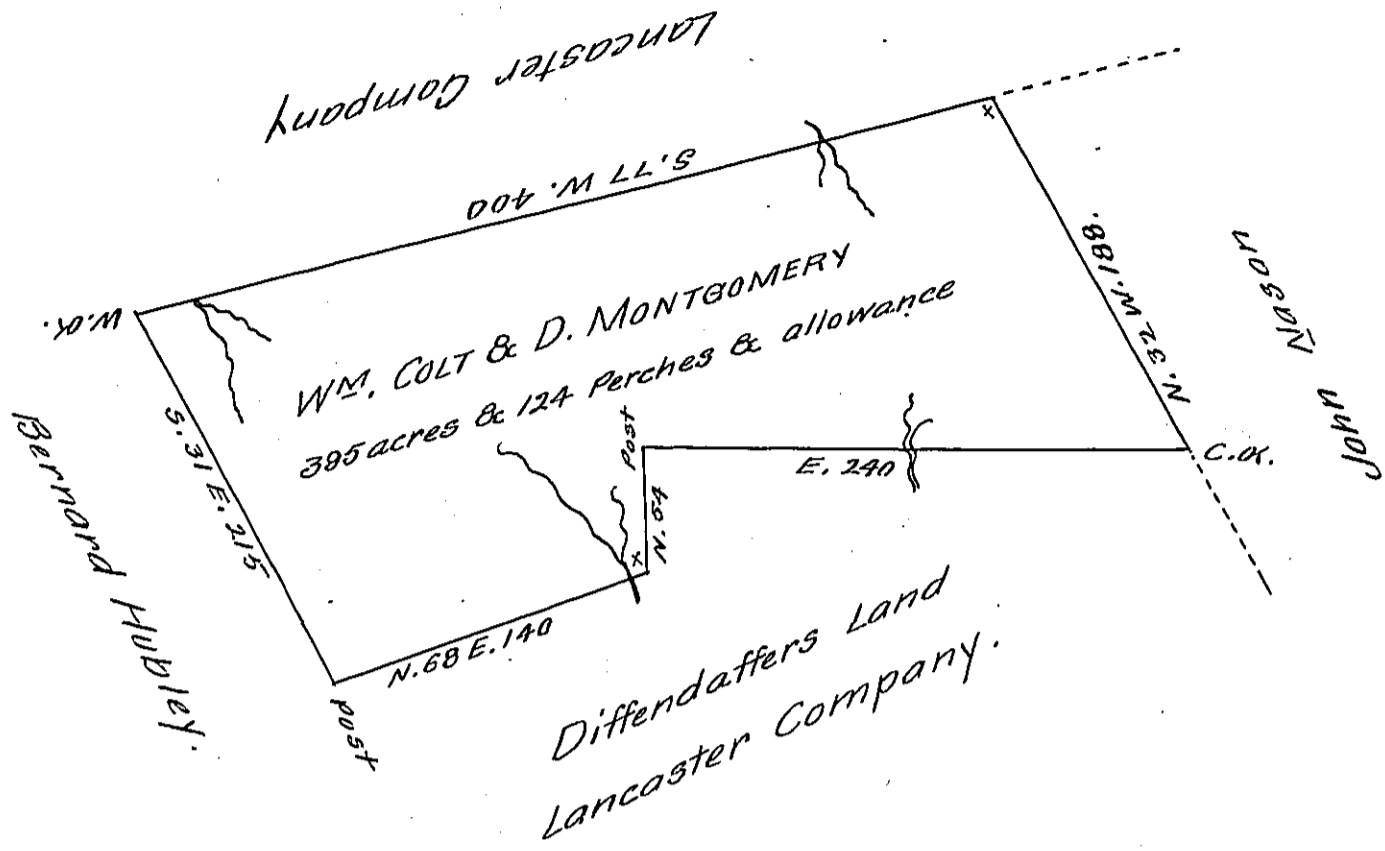 Lancaster Company
S. 77 W. 400
W.O.
WM. COLT & D. MONTGOMERY
395 acres & 124 Perches & allowance
N. 32 W. 188.
John Nason
S. 31 E. 215
Bernard Hubley.
Post
N. 54
E. 240
C.O.
N. 68 E. 140
post
Diffendaffers Land
Lancaster Company.